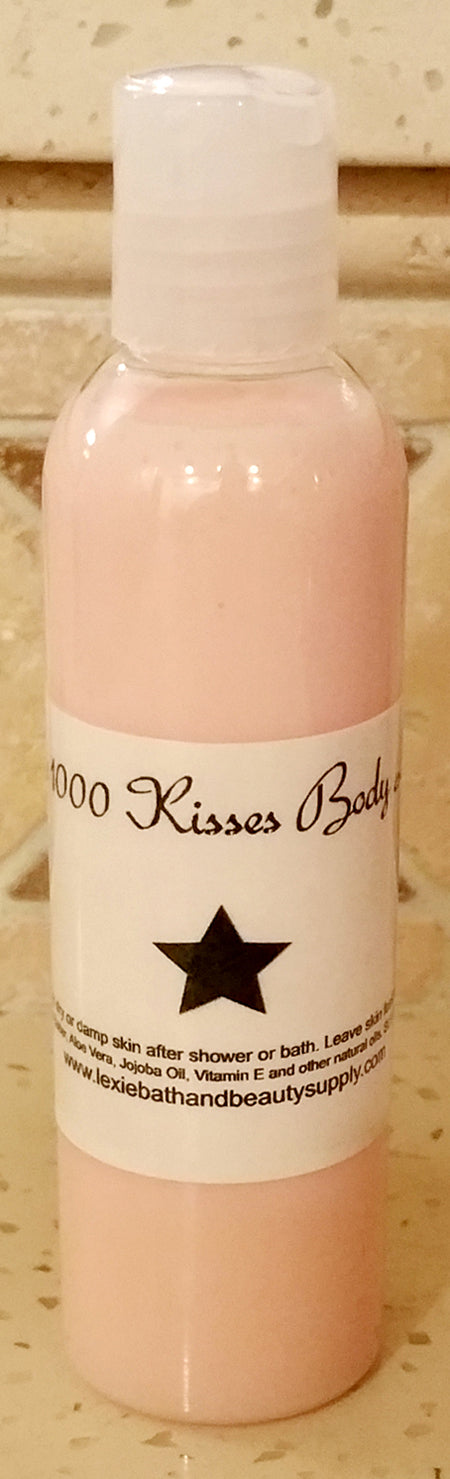 1000 Kisses Body
dry or damp skin after shower or bath. Leave skin
Aloe Vera, Jojoba Oil, Vitamin E and other natural oils.
www.lexiebathandbeautysupply.com